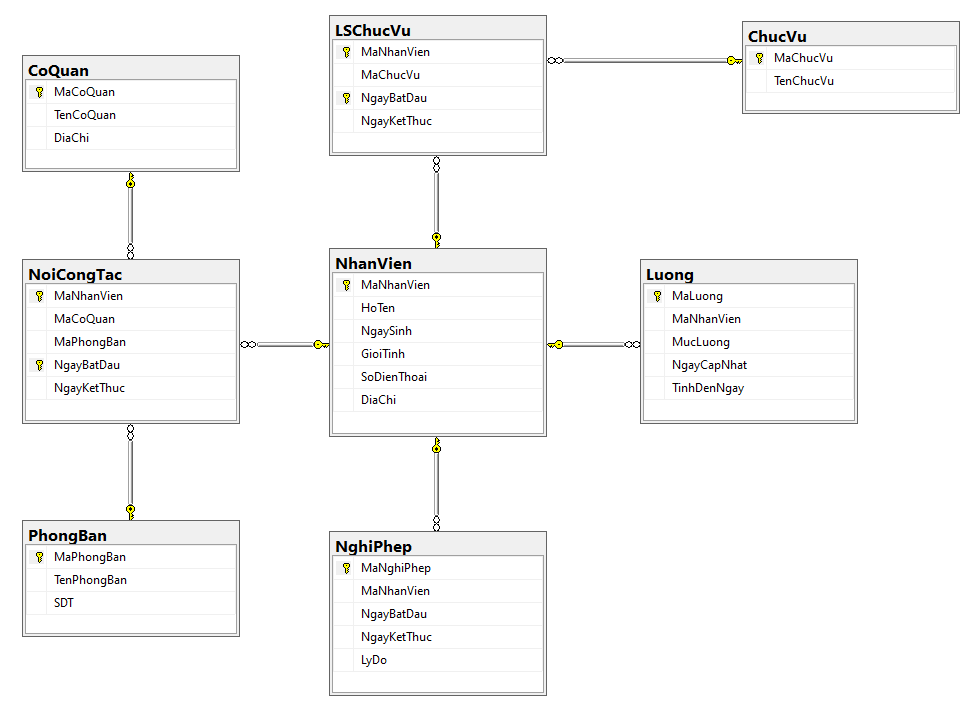 LSChucVu
MaNhanVien
MaChucVu
NgayBatDau
NgayKetThuc
ChucVu
MaChucVu
TenChucVu
CoQuan
MaCoQuan
TenCoQuan
DiaChi
NoiCongTac
MaNhanVien
MaCoQuan
MaPhongBan
NgayBatDau
NgayKetThuc
NhanVien
MaNhanVien
HoTen
NgaySinh
GioiTinh
SoDienThoai
DiaChi
Luong
MaLuong
MaNhanVien
MucLuong
NgayCapNhat
TinhDenNgay
PhongBan
MaPhongBan
TenPhongBan
SDT
NghiPhep
MaNghiPhep
MaNhanVien
NgayBatDau
NgayKetThuc
LyDo